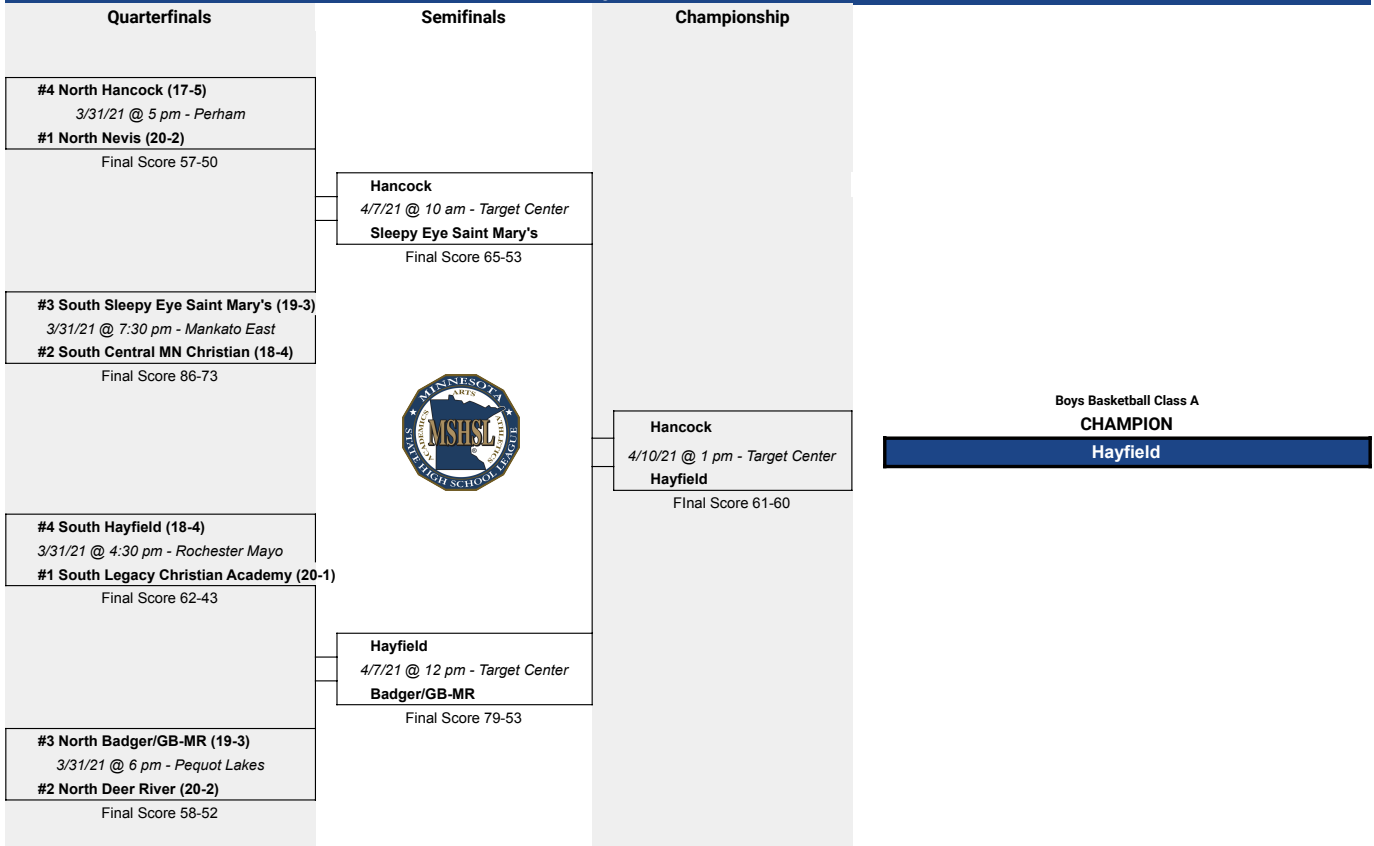 Quarterfinals
Semifinals
Championship
#4 North Hancock (17-5)
3/31/21 @ 5 pm - Perham
#1 North Nevis (20-2)
Final Score 57-50
Hancock
4/7/21 @ 10 am - Target Center
Sleepy Eye Saint Mary's
Final Score 65-53
#3 South Sleepy Eye Saint Mary's (19-3)
3/31/21 @ 7:30 pm - Mankato East
#2 South Central MN Christian (18-4)
Final Score 86-73
MINNESOTA
STATE HIGH SCHOOL LEAGUE
ARTS
ACADEMICS
ATHLETICS
MSHSL
®
Hancock
4/10/21 @ 1 pm - Target Center
Hayfield
FInal Score 61-60
Boys Basketball Class A
CHAMPION
Hayfield
#4 South Hayfield (18-4)
3/31/21 @ 4:30 pm - Rochester Mayo
#1 South Legacy Christian Academy (20-1)
Final Score 62-43
Hayfield
4/7/21 @ 12 pm - Target Center
Badger/GB-MR
Final Score 79-53
#3 North Badger/GB-MR (19-3)
3/31/21 @ 6 pm - Pequot Lakes
#2 North Deer River (20-2)
Final Score 58-52